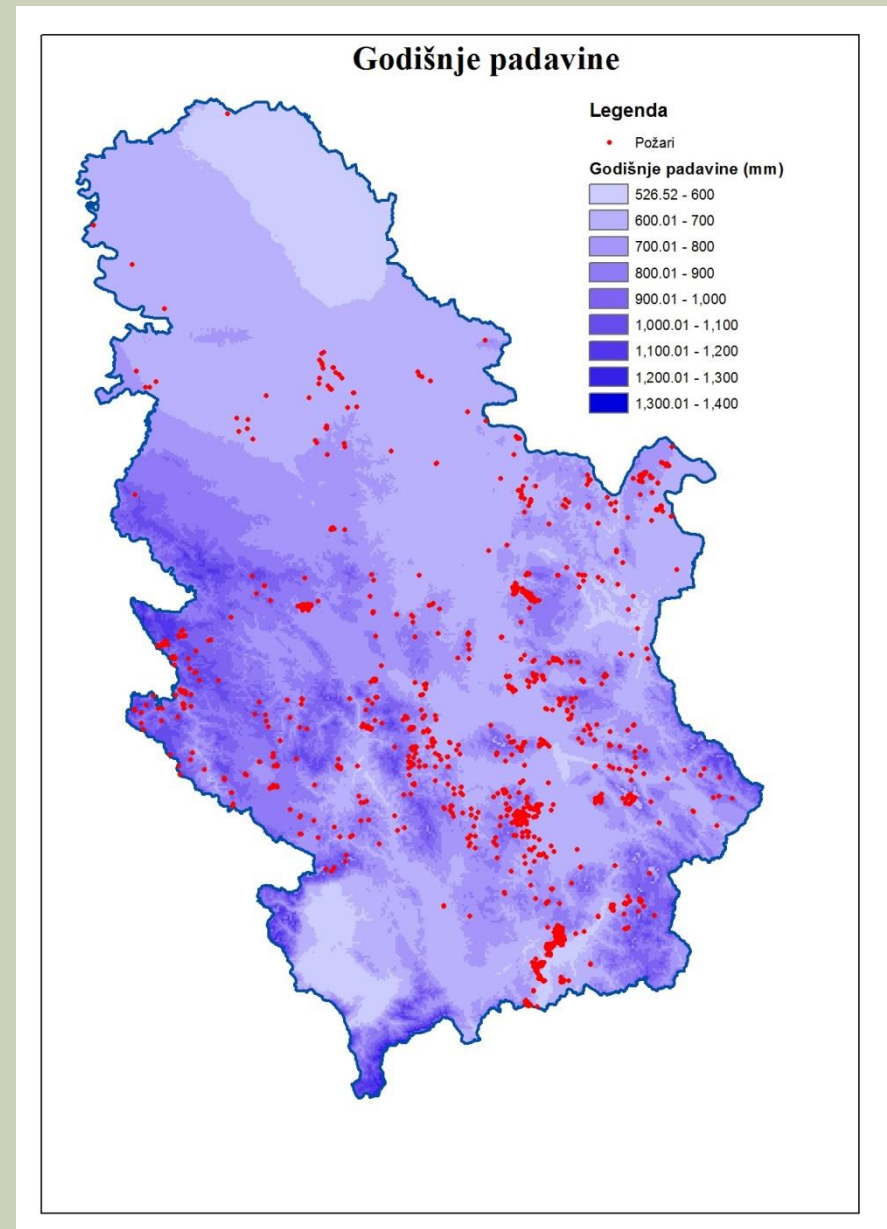 Godišnje padavine
Legenda
Požari
Godišnje padavine (mm)
526.52 - 600
600.01 - 700
700.01 - 800
800.01 - 900
900.01 - 1,000
1,000.01 - 1,100
1,100.01 - 1,200
1,200.01 - 1,300
1,300.01 - 1,400